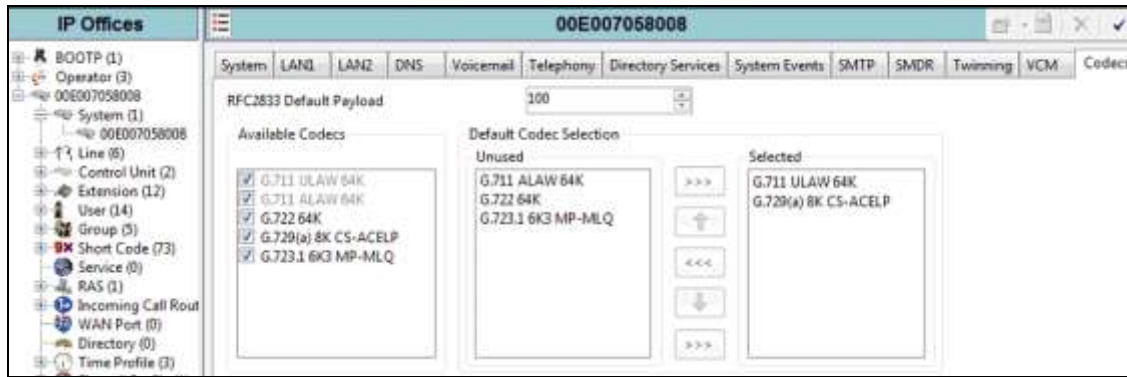 IP Offices
BOOTP (1)
Operator (3)
00E007058008
System (1)
00E007058008
Line (6)
Control Unit (2)
Extension (12)
User (14)
Group (5)
Short Code (73)
Service (0)
RAS (1)
Incoming Call Rout
WAN Port (0)
Directory (0)
Time Profile (3)
00E007058008
System LAN1 LAN2 DNS Voicemail Telephony Directory Services System Events SMTP SMDR Twinning VCM Codecs
RFC2833 Default Payload 100
Available Codecs
G.711 ULAW 64K
G.711 ALAW 64K
G.722 64K
G.729(a) 8K CS-ACELP
G.723.1 6K3 MP-MLQ
Default Codec Selection
Unused
G.711 ALAW 64K
G.722 64K
G.723.1 6K3 MP-MLQ
>>>
<<<
>>>
Selected
G.711 ULAW 64K
G.729(a) 8K CS-ACELP